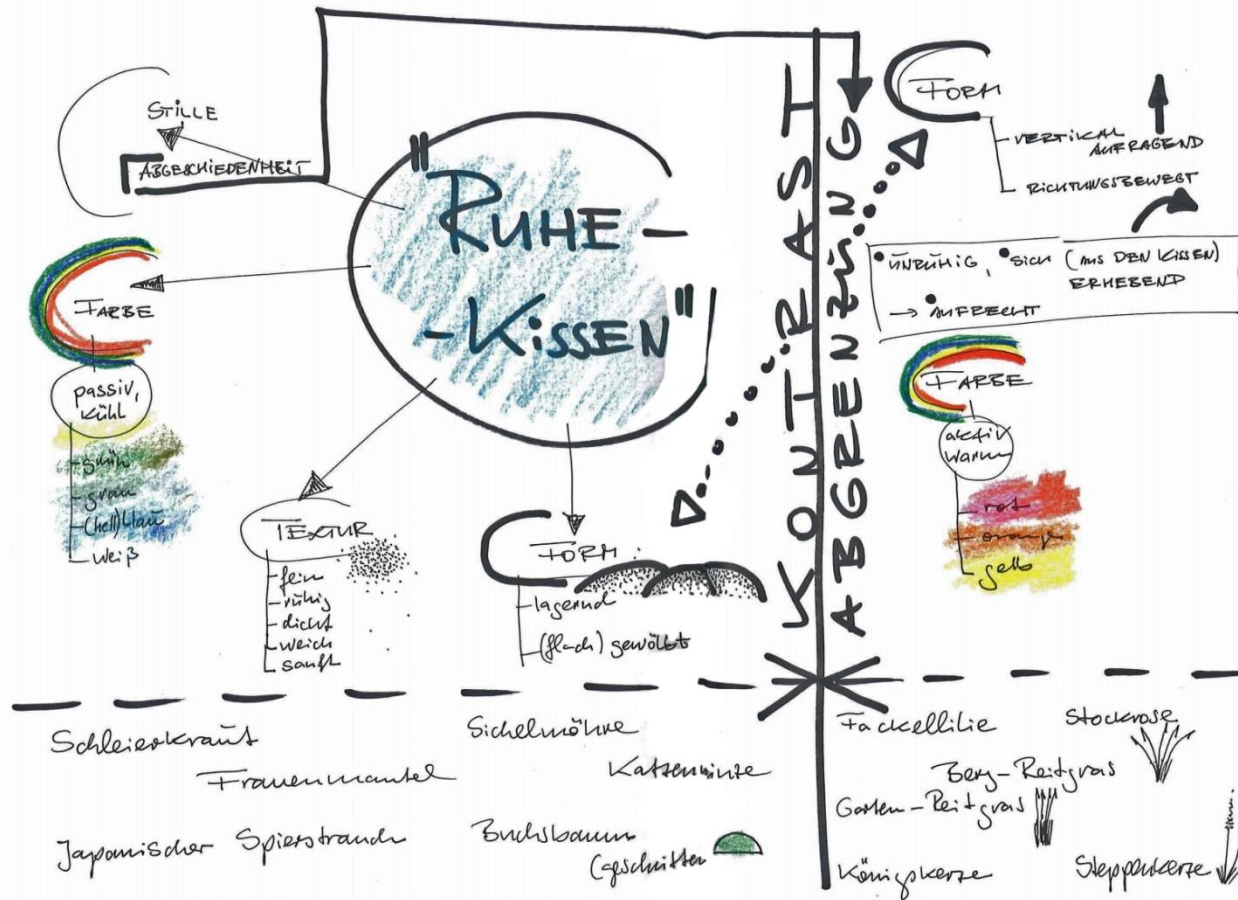 STILLE
ABGESCHIEDENHEIT
"RUHE-
-KISSEN"
FARBE
passiv,
kühl
- grün
- grau
- (hell)blau
- weiß
TEXTUR
- fein
- ruhig
- dicht
- weich
- sanft
FORM
- lagernd
- (flach) gewölbt
KONTRAST
ABGRENZUNG
FORM
- VERTIKAL
AUFRAGEND
- RICHTUNGSBEWEGT
• UNRUHIG, • SICH (AUS DEN KISSEN)
ERHEBEND
→ • AUFRECHT
FARBE
aktiv
warm
- rot
- orange
- gelb
Schleierkraut
Frauenmantel
Japanischer Spierstrauch
Sichelmöhre
Katzenminze
Buchsbaum
(geschnitten
Fackellilie
Stockrose
Berg-Reitgras
Garten-Reitgras
Königskerze
Steppenkerze